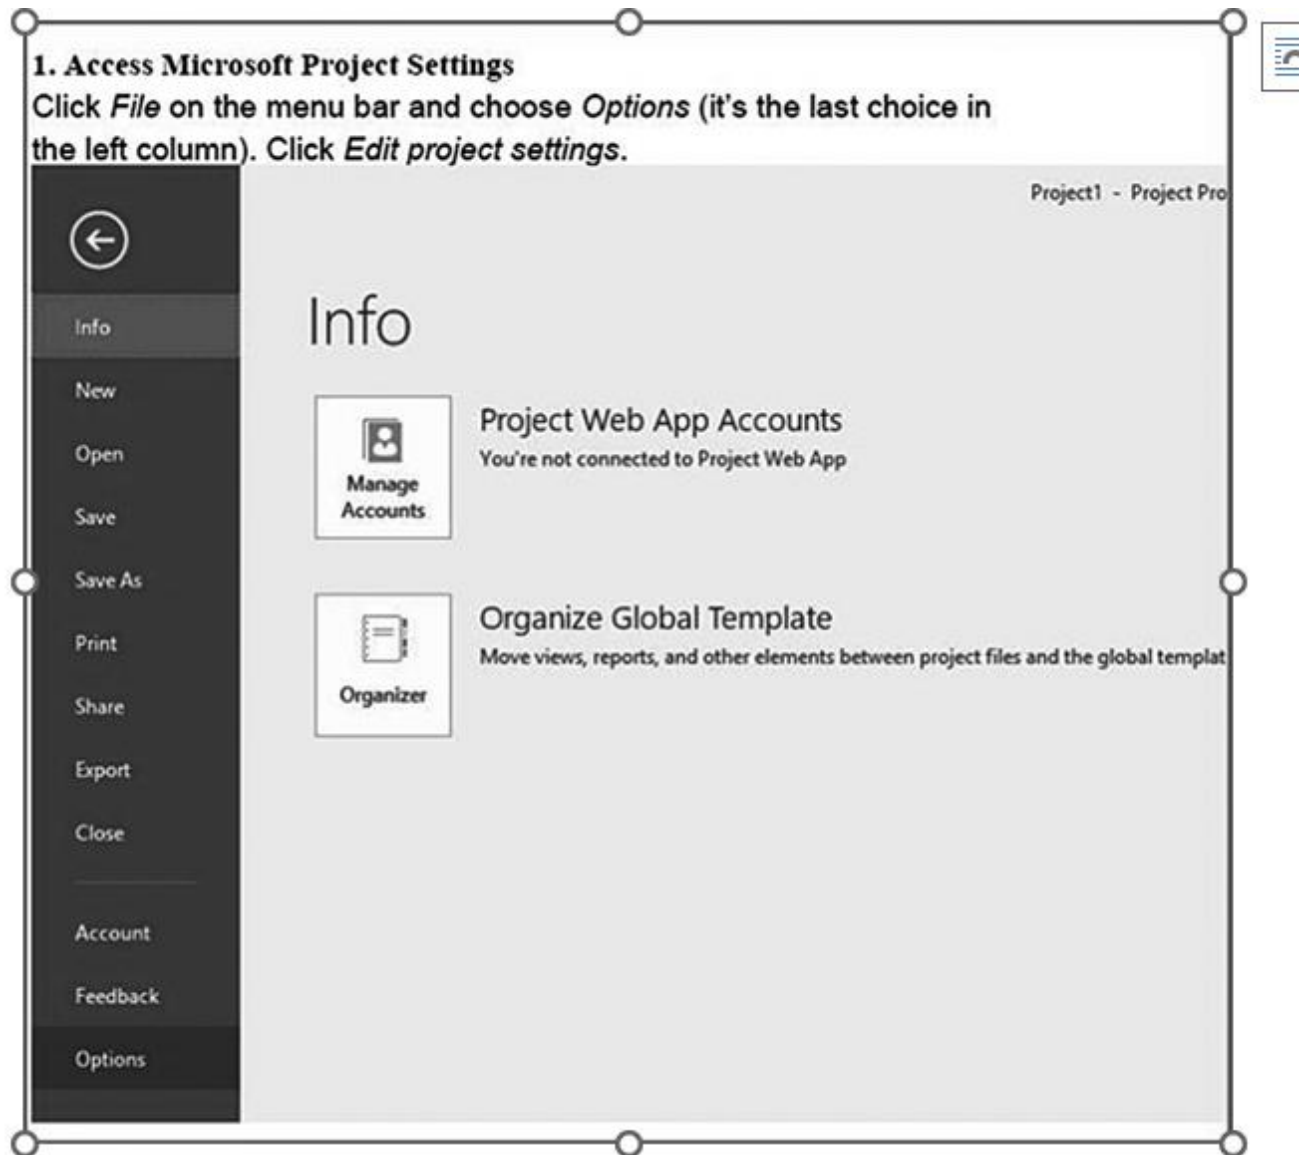 1. Access Microsoft Project Settings
Click File on the menu bar and choose Options (it's the last choice in
the left column). Click Edit project settings.
Project1 - Project Pro
Info
New
Open
Save
Save As
Print
Share
Export
Close
Account
Feedback
Options
Info
Manage
Accounts
Project Web App Accounts
You're not connected to Project Web App
Organizer
Organize Global Template
Move views, reports, and other elements between project files and the global templat